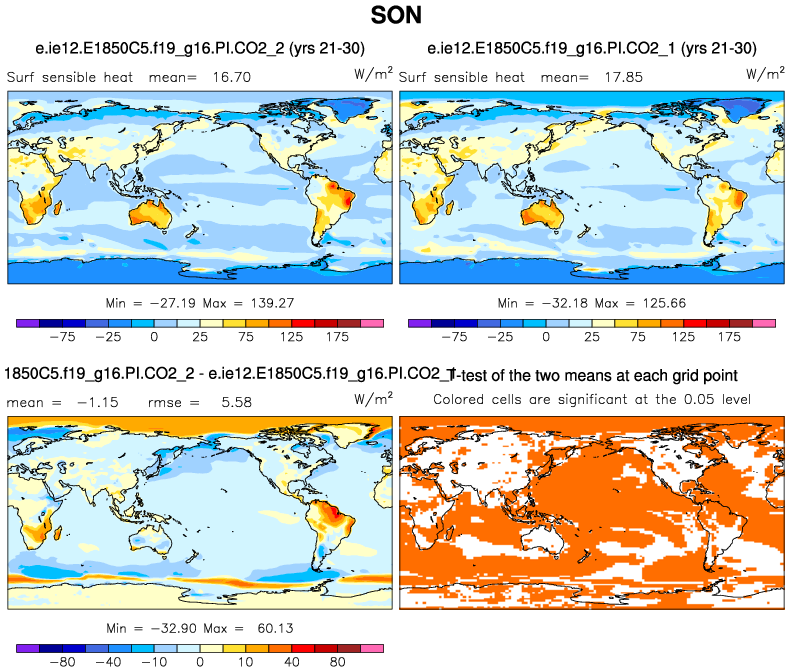 SON
e.ie12.E1850C5.f19_g16.PI.CO2_2 (yrs 21-30)
Surf sensible heat mean= 16.70 W/m²
Min = −27.19 Max = 139.27
−75 −25 0 25 75 125 175
e.ie12.E1850C5.f19_g16.PI.CO2_1 (yrs 21-30)
Surf sensible heat mean= 17.85 W/m²
Min = −32.18 Max = 125.66
−75 −25 0 25 75 125 175
1850C5.f19_g16.PI.CO2_2 - e.ie12.E1850C5.f19_g16.PI.CO2_1
mean = −1.15 rmse = 5.58 W/m²
Min = −32.90 Max = 60.13
−80 −40 −10 0 10 40 80
T-test of the two means at each grid point
Colored cells are significant at the 0.05 level